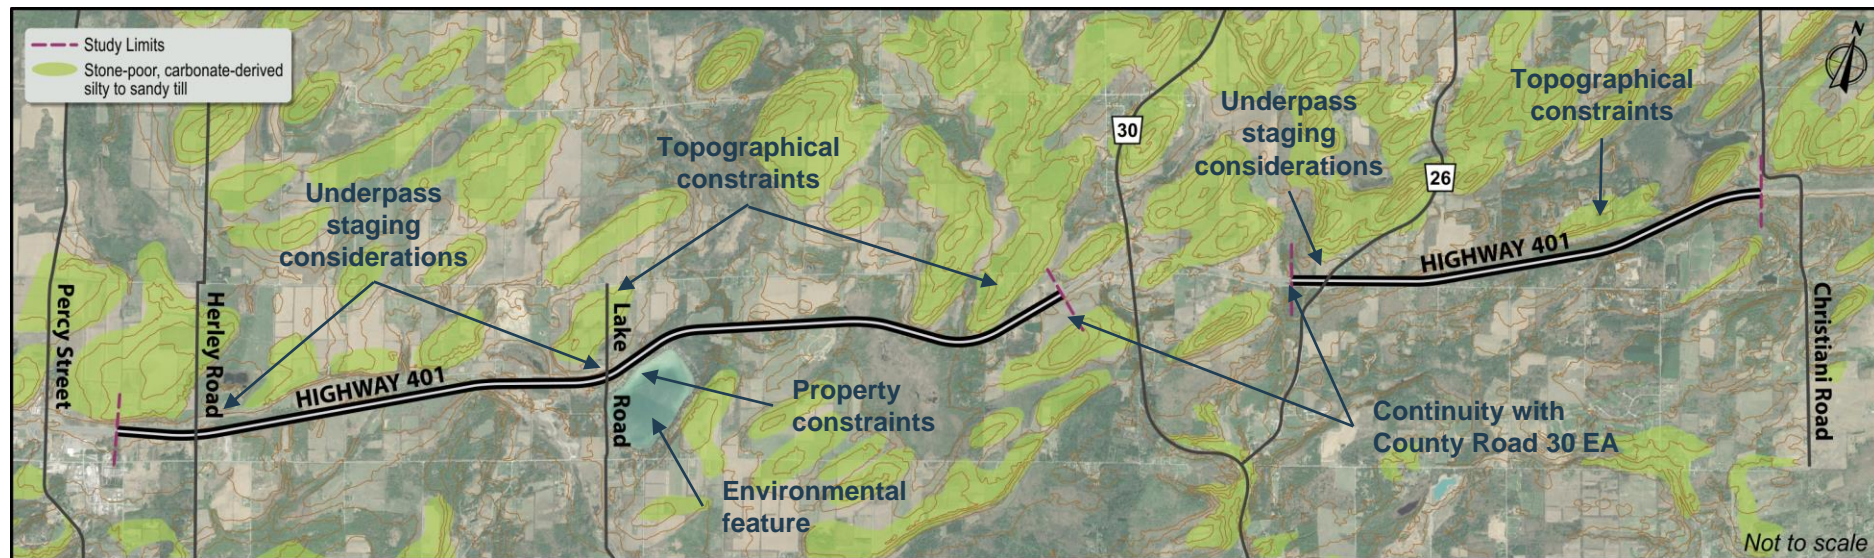 Study Limits
Stone-poor, carbonate-derived
silty to sandy till
N
Topographical
constraints
Underpass
staging
considerations
30
26
Topographical
constraints
Underpass
staging
considerations
HIGHWAY 401
Percy Street
Herley Road
Lake
Road
HIGHWAY 401
Christiani Road
Property
constraints
Continuity with
County Road 30 EA
Environmental
feature
Not to scale